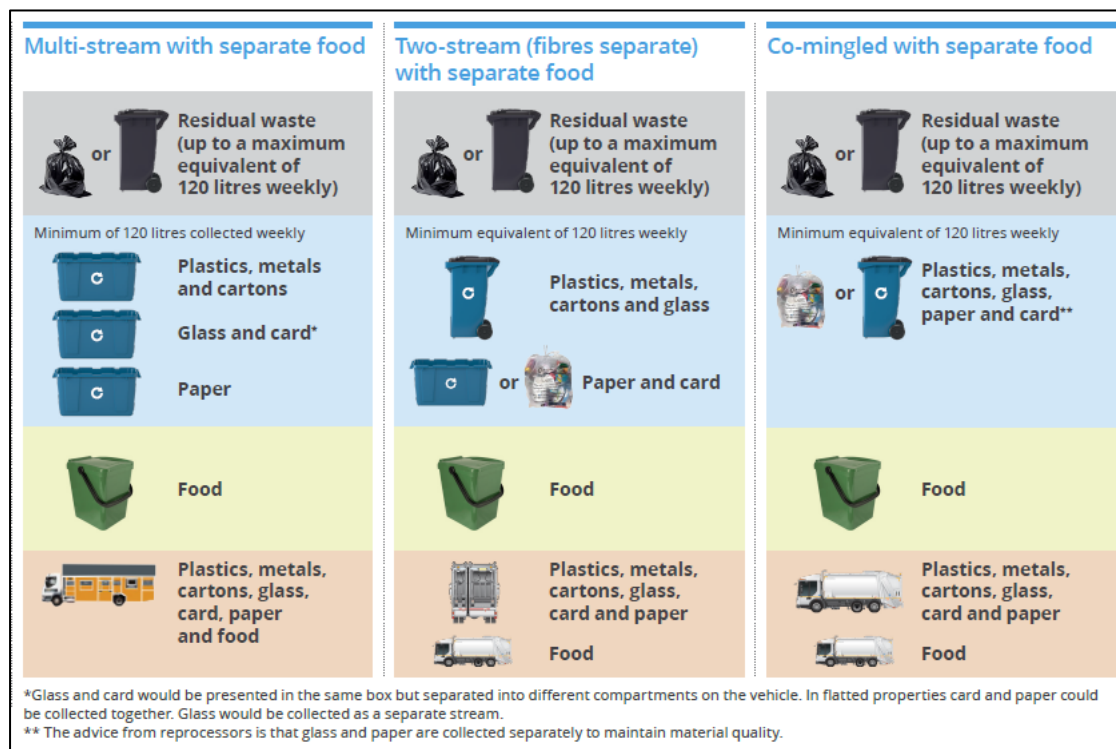 Multi-stream with separate food
or
Residual waste
(up to a maximum
equivalent of
120 litres weekly)
Minimum of 120 litres collected weekly
Plastics, metals
and cartons
Glass and card*
Paper
Food
Plastics, metals,
cartons, glass,
card, paper
and food
Two-stream (fibres separate)
with separate food
or
Residual waste
(up to a maximum
equivalent of
120 litres weekly)
Minimum equivalent of 120 litres weekly
Plastics, metals,
cartons and glass
or Paper and card
Food
Plastics, metals,
cartons, glass,
card and paper
Food
Co-mingled with separate food
or
Residual waste
(up to a maximum
equivalent of
120 litres weekly)
Minimum equivalent of 120 litres weekly
or
Plastics, metals,
cartons, glass,
paper and card**
Food
Plastics, metals,
cartons, glass,
card and paper
Food
*Glass and card would be presented in the same box but separated into different compartments on the vehicle. In flatted properties card and paper could
be collected together. Glass would be collected as a separate stream.
** The advice from reprocessors is that glass and paper are collected separately to maintain material quality.